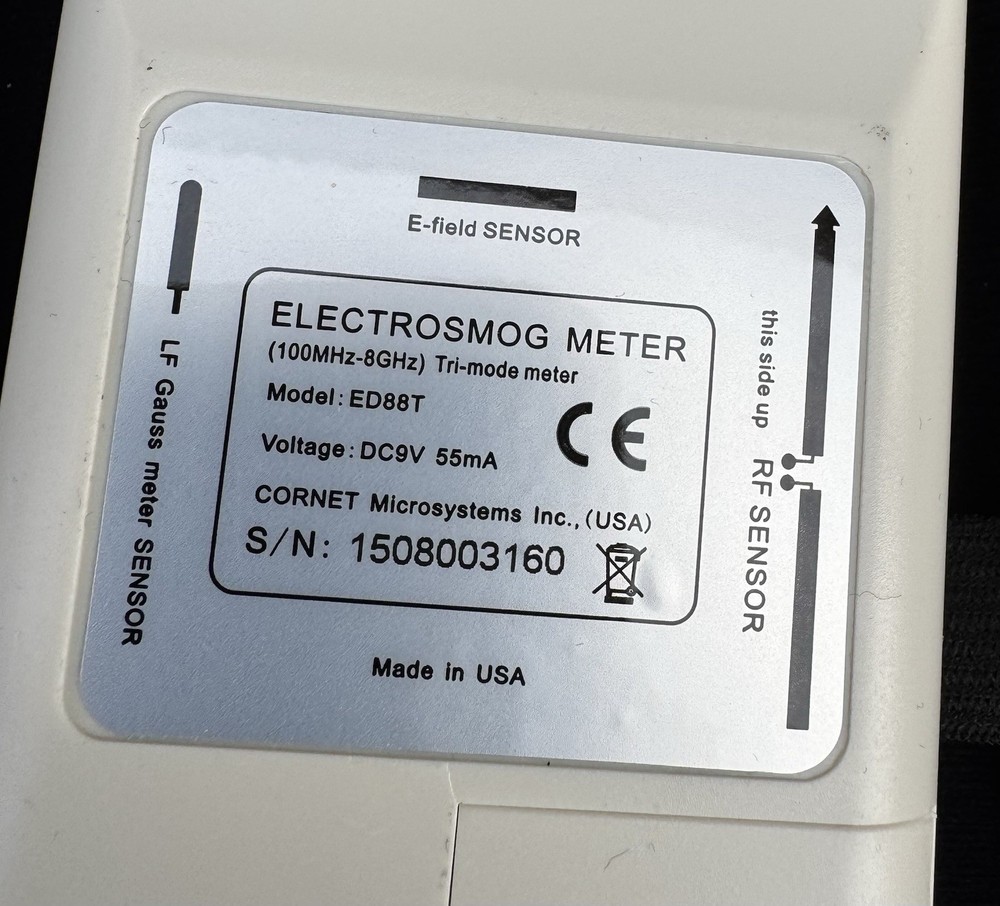 E-field SENSOR
LF Gauss meter SENSOR
this side up
RF SENSOR
ELECTROSMOG METER
(100MHz-8GHz) Tri-mode meter
Model: ED88T
CE
Voltage: DC9V 55mA
CORNET Microsystems Inc., (USA)
S/N: 1508003160
Made in USA